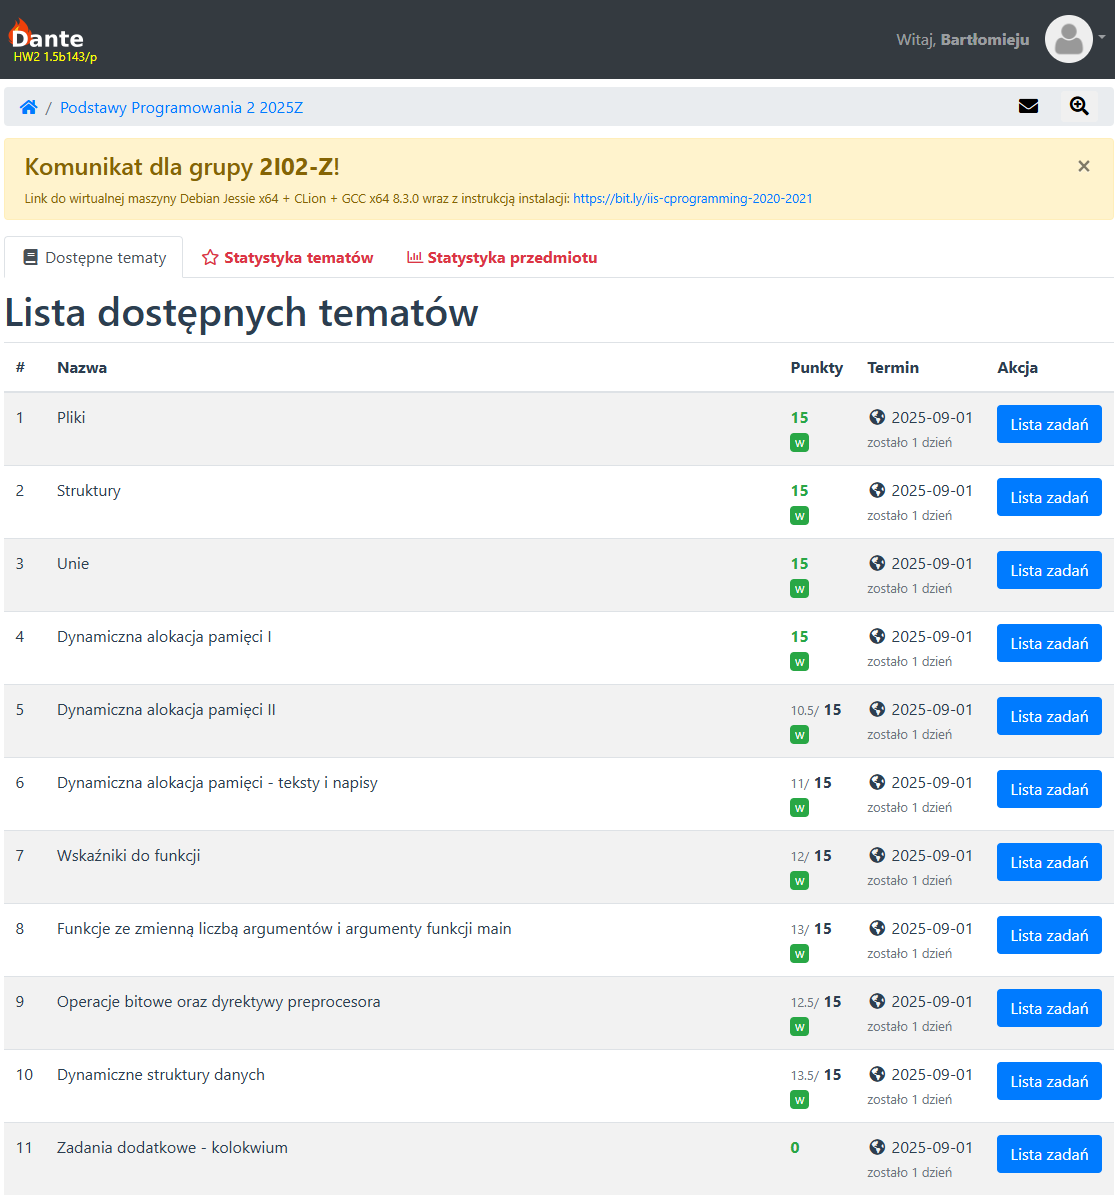 Dante
HW2 1.5b143/p
Witaj, Bartłomieju
/ Podstawy Programowania 2 2025Z
Komunikat dla grupy 2I02-Z!
×
Link do wirtualnej maszyny Debian Jessie x64 + CLion + GCC x64 8.3.0 wraz z instrukcją instalacji: https://bit.ly/iis-cprogramming-2020-2021
Dostępne tematy Statystyka tematów Statystyka przedmiotu
Lista dostępnych tematów
# Nazwa Punkty Termin Akcja
1 Pliki 15 2025-09-01 Lista zadań
w zostało 1 dzień
2 Struktury 15 2025-09-01 Lista zadań
w zostało 1 dzień
3 Unie 15 2025-09-01 Lista zadań
w zostało 1 dzień
4 Dynamiczna alokacja pamięci I 15 2025-09-01 Lista zadań
w zostało 1 dzień
5 Dynamiczna alokacja pamięci II 10.5/ 15 2025-09-01 Lista zadań
w zostało 1 dzień
6 Dynamiczna alokacja pamięci - teksty i napisy 11/ 15 2025-09-01 Lista zadań
w zostało 1 dzień
7 Wskaźniki do funkcji 12/ 15 2025-09-01 Lista zadań
w zostało 1 dzień
8 Funkcje ze zmienną liczbą argumentów i argumenty funkcji main 13/ 15 2025-09-01 Lista zadań
w zostało 1 dzień
9 Operacje bitowe oraz dyrektywy preprocesora 12.5/ 15 2025-09-01 Lista zadań
w zostało 1 dzień
10 Dynamiczne struktury danych 13.5/ 15 2025-09-01 Lista zadań
w zostało 1 dzień
11 Zadania dodatkowe - kolokwium 0 2025-09-01 Lista zadań
zostało 1 dzień